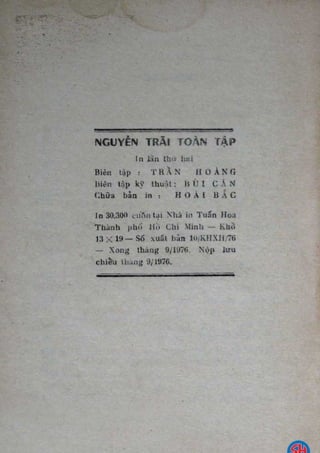 NGUYỄN TRÃI TOÀN TẬP
In lần thứ hai
Biên tập : TRẦN HOÀNG
Biên tập kỹ thuật : BÙI CĂN
Chữa bản in : HOÀI BẮC
In 30.300 cuốn tại Nhà in Tuấn Hoa
Thành phố Hồ Chí Minh — Khổ
13 × 19 — Số xuất bản 10/KHXH/76
— Xong tháng 9/1976. Nộp lưu
chiểu tháng 9/1976.